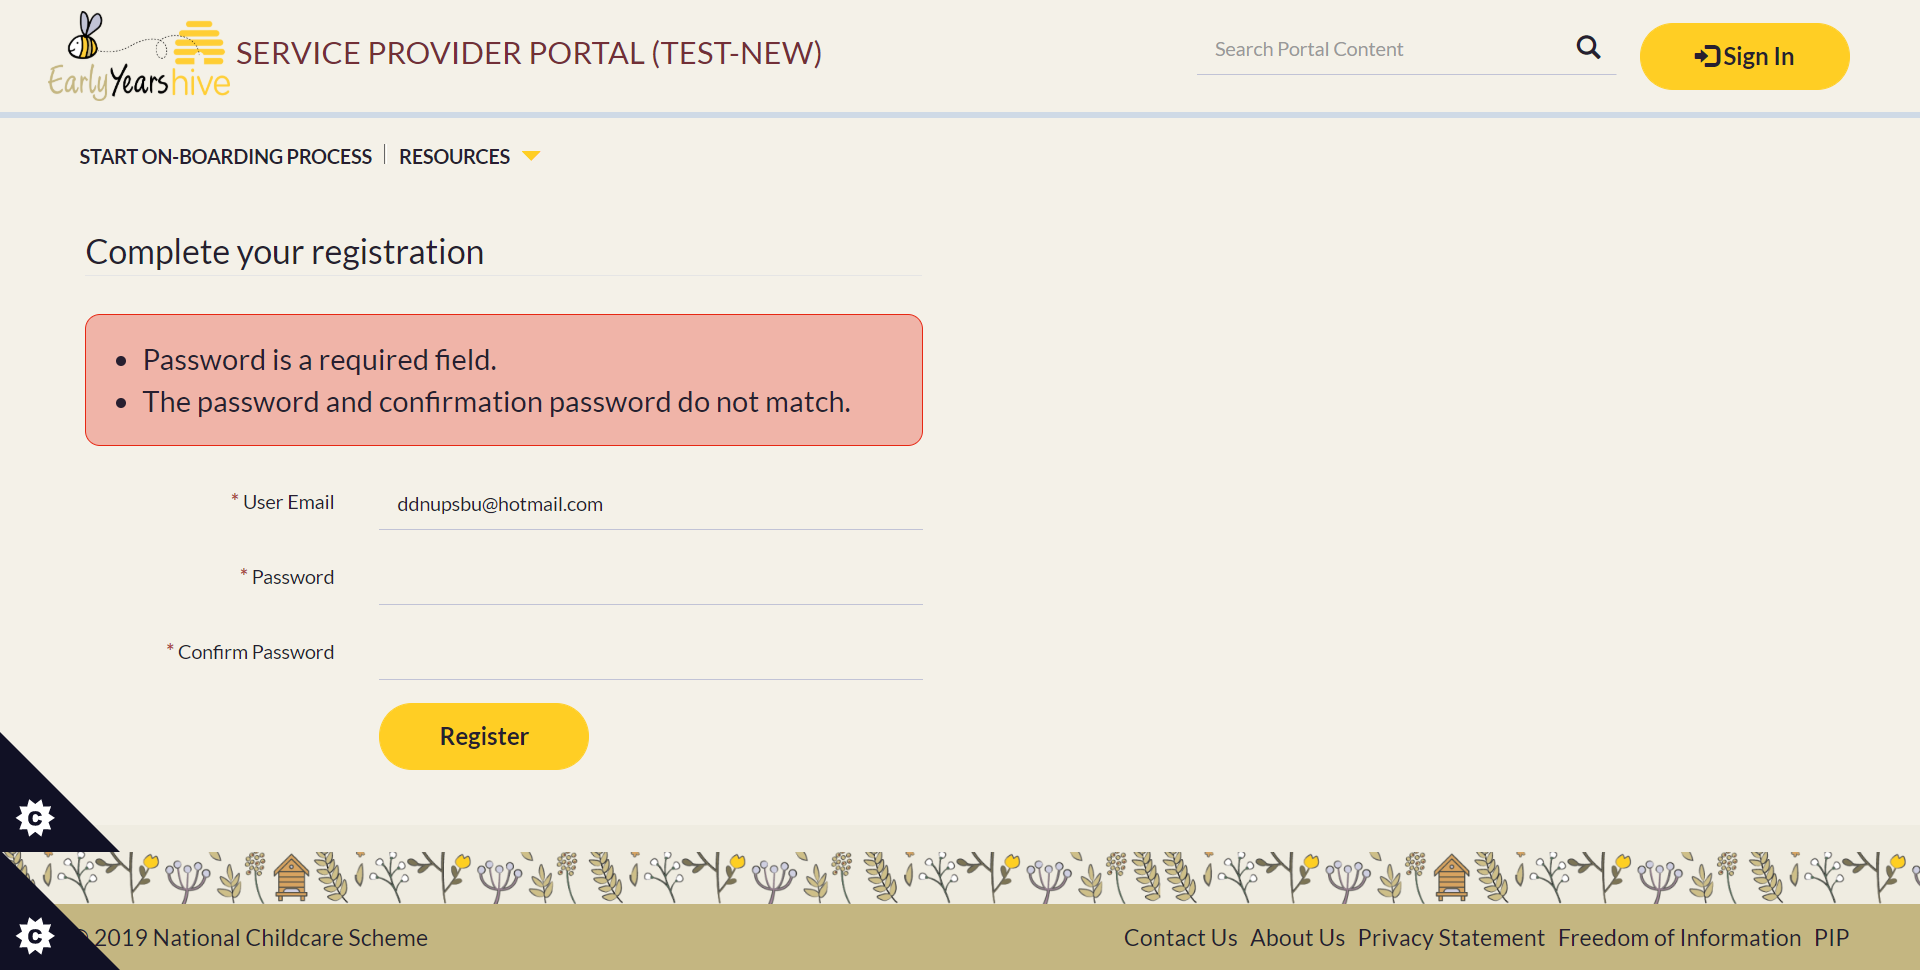 Early Years hive
SERVICE PROVIDER PORTAL (TEST-NEW)
Search Portal Content
Sign In
START ON-BOARDING PROCESS
RESOURCES
Complete your registration
• Password is a required field.
• The password and confirmation password do not match.
* User Email
ddnupsbu@hotmail.com
* Password
* Confirm Password
Register
C
C
2019 National Childcare Scheme
Contact Us About Us Privacy Statement Freedom of Information PIP